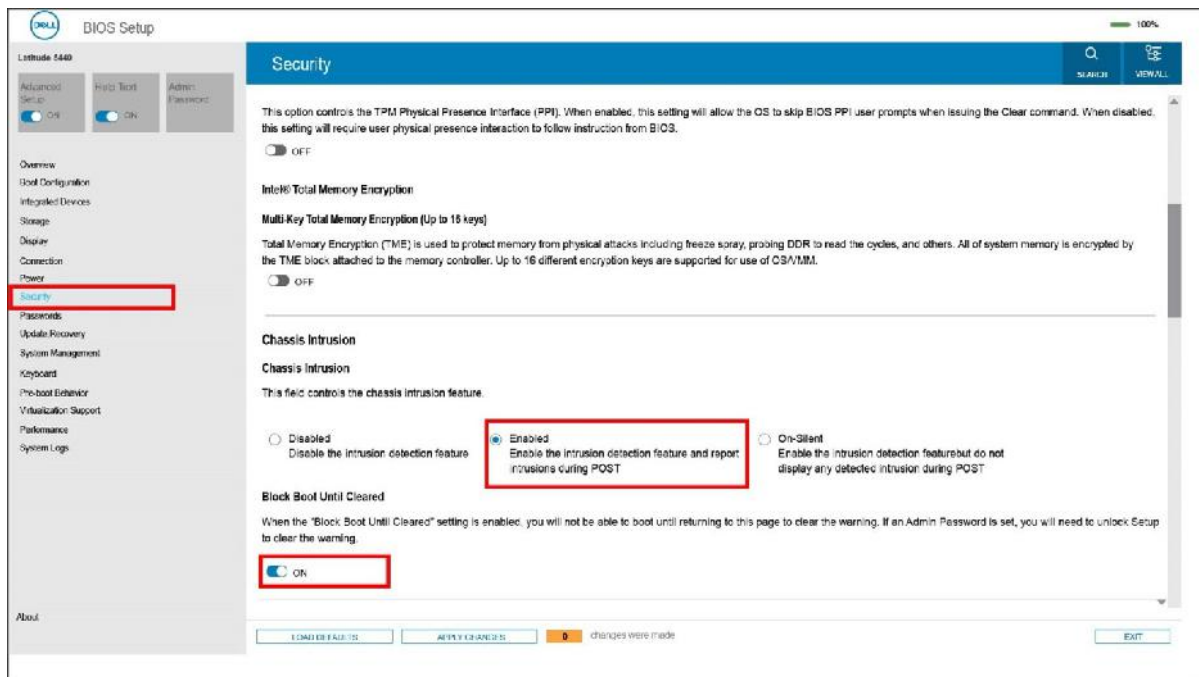 DELL
BIOS Setup
100%
Latitude 5440
Advanced
Setup
ON
Help Text
ON
Admin
Password
Security
SEARCH
VIEW ALL
Overview
Boot Configuration
Integrated Devices
Storage
Display
Connection
Power
Security
Passwords
Update,Recovery
System Management
Keyboard
Pre-boot Behavior
Virtualization Support
Performance
System Logs
About
This option controls the TPM Physical Presence Interface (PPI). When enabled, this setting will allow the OS to skip BIOS PPI user prompts when issuing the Clear command. When disabled,
this setting will require user physical presence interaction to follow instruction from BIOS.
OFF
Intel® Total Memory Encryption
Multi-Key Total Memory Encryption (Up to 16 keys)
Total Memory Encryption (TME) is used to protect memory from physical attacks including freeze spray, probing DDR to read the cycles, and others. All of system memory is encrypted by
the TME block attached to the memory controller. Up to 16 different encryption keys are supported for use of OS/VMM.
OFF
Chassis Intrusion
Chassis Intrusion
This field controls the chassis intrusion feature.
Disabled
Disable the intrusion detection feature
Enabled
Enable the intrusion detection feature and report
intrusions during POST
On-Silent
Enable the intrusion detection featurebut do not
display any detected intrusion during POST
Block Boot Until Cleared
When the "Block Boot Until Cleared" setting is enabled, you will not be able to boot until returning to this page to clear the warning. If an Admin Password is set, you will need to unlock Setup
to clear the warning.
ON
LOAD DEFAULTS
APPLY CHANGES
0
changes were made
EXIT